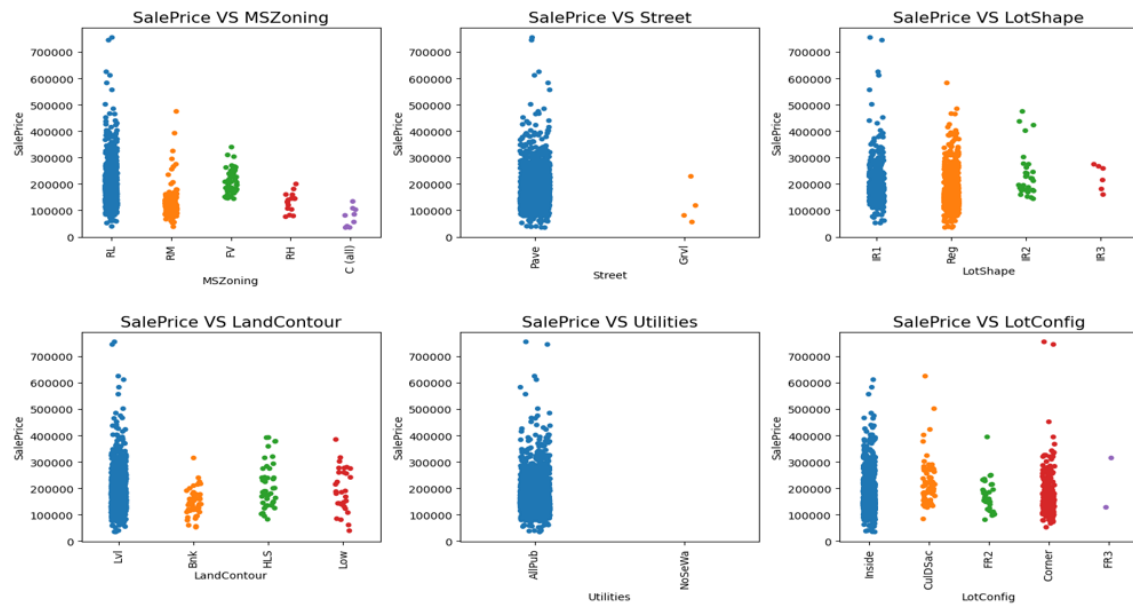 SalePrice VS MSZoning
SalePrice
700000
600000
500000
400000
300000
200000
100000
0
RL
RM
FV
RH
C (all)
MSZoning
SalePrice VS Street
SalePrice
700000
600000
500000
400000
300000
200000
100000
0
Pave
Grvl
Street
SalePrice VS LotShape
SalePrice
700000
600000
500000
400000
300000
200000
100000
0
IR1
Reg
IR2
IR3
LotShape
SalePrice VS LandContour
SalePrice
700000
600000
500000
400000
300000
200000
100000
0
Lvl
Bnk
HLS
Low
LandContour
SalePrice VS Utilities
SalePrice
700000
600000
500000
400000
300000
200000
100000
0
AllPub
NoSeWa
Utilities
SalePrice VS LotConfig
SalePrice
700000
600000
500000
400000
300000
200000
100000
0
Inside
CulDSac
FR2
Corner
FR3
LotConfig